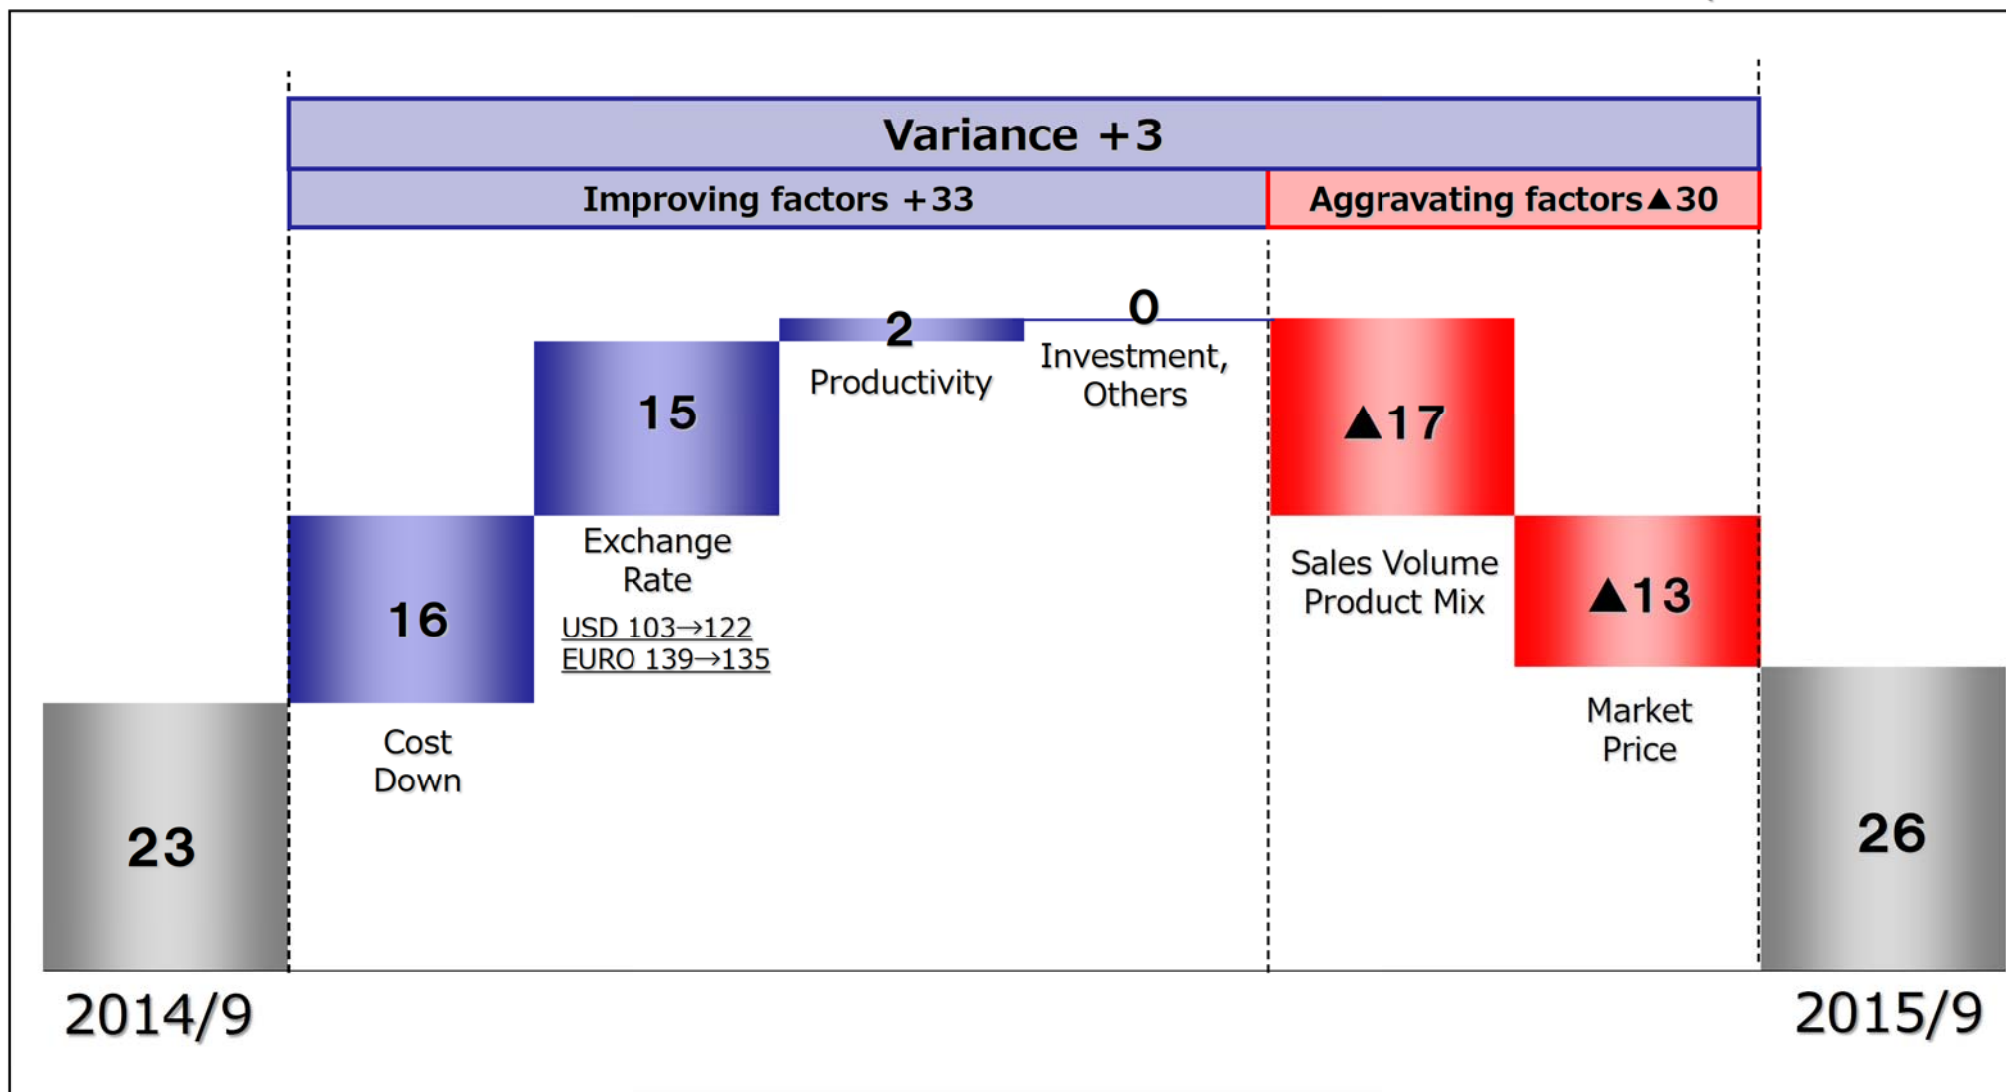 Variance +3
Improving factors +33
Aggravating factors▲30
0
2
Investment,
Others
Productivity
15
▲17
Exchange
Rate
Sales Volume
Product Mix
16
▲13
USD 103→122
EURO 139→135
Market
Price
Cost
Down
23
26
2014/9
2015/9